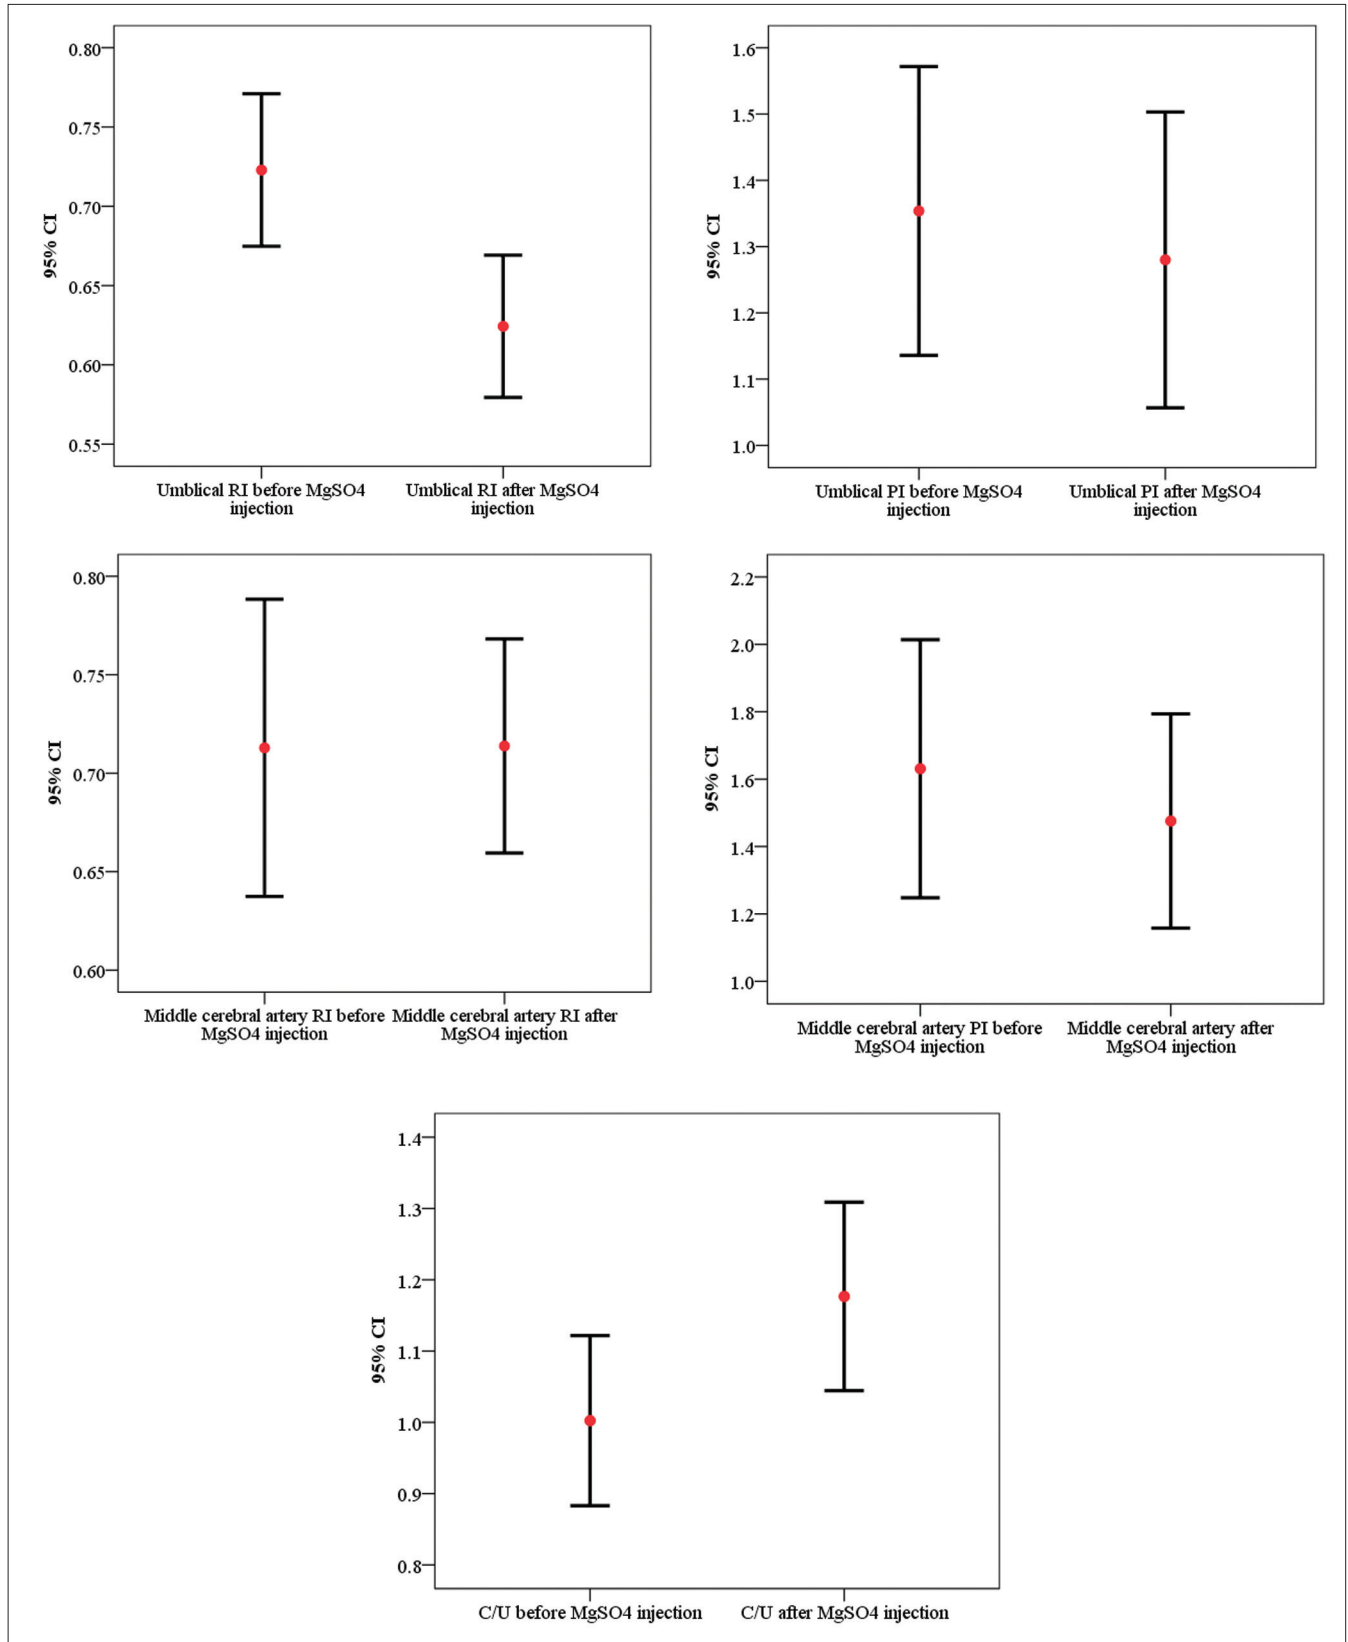 0.80
0.75
0.70
0.65
0.60
0.55
95% CI
Umblical RI before MgSO4
injection
Umblical RI after MgSO4
injection
1.6
1.5
1.4
1.3
1.2
1.1
1.0
95% CI
Umblical PI before MgSO4
injection
Umblical PI after MgSO4
injection
0.80
0.75
0.70
0.65
0.60
95% CI
Middle cerebral artery RI before
MgSO4 injection
Middle cerebral artery RI after
MgSO4 injection
2.2
2.0
1.8
1.6
1.4
1.2
1.0
95% CI
Middle cerebral artery PI before
MgSO4 injection
Middle cerebral artery after
MgSO4 injection
1.4
1.3
1.2
1.1
1.0
0.9
0.8
95% CI
C/U before MgSO4 injection
C/U after MgSO4 injection